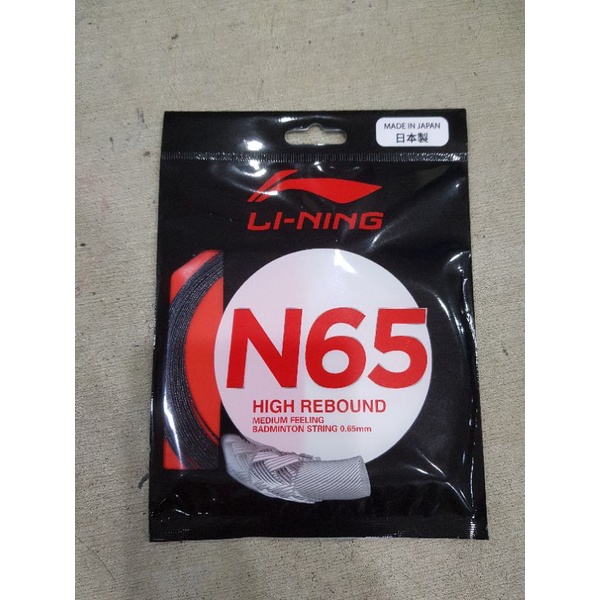 MADE IN JAPAN
日本製
LI-NING
N65
HIGH REBOUND
MEDIUM FEELING
BADMINTON STRING 0.65mm